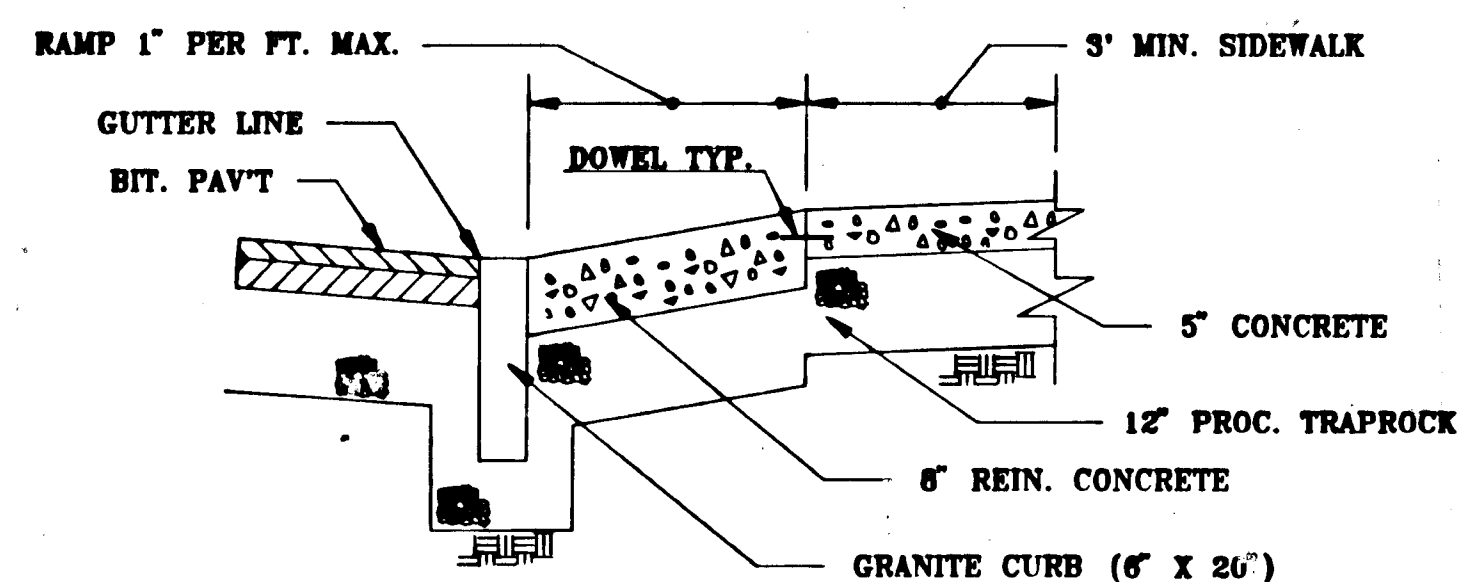 RAMP 1" PER FT. MAX.
3' MIN. SIDEWALK
GUTTER LINE
DOWEL TYP.
BIT. PAV'T
5" CONCRETE
12" PROC. TRAPROCK
8" REIN. CONCRETE
GRANITE CURB (6" X 20")